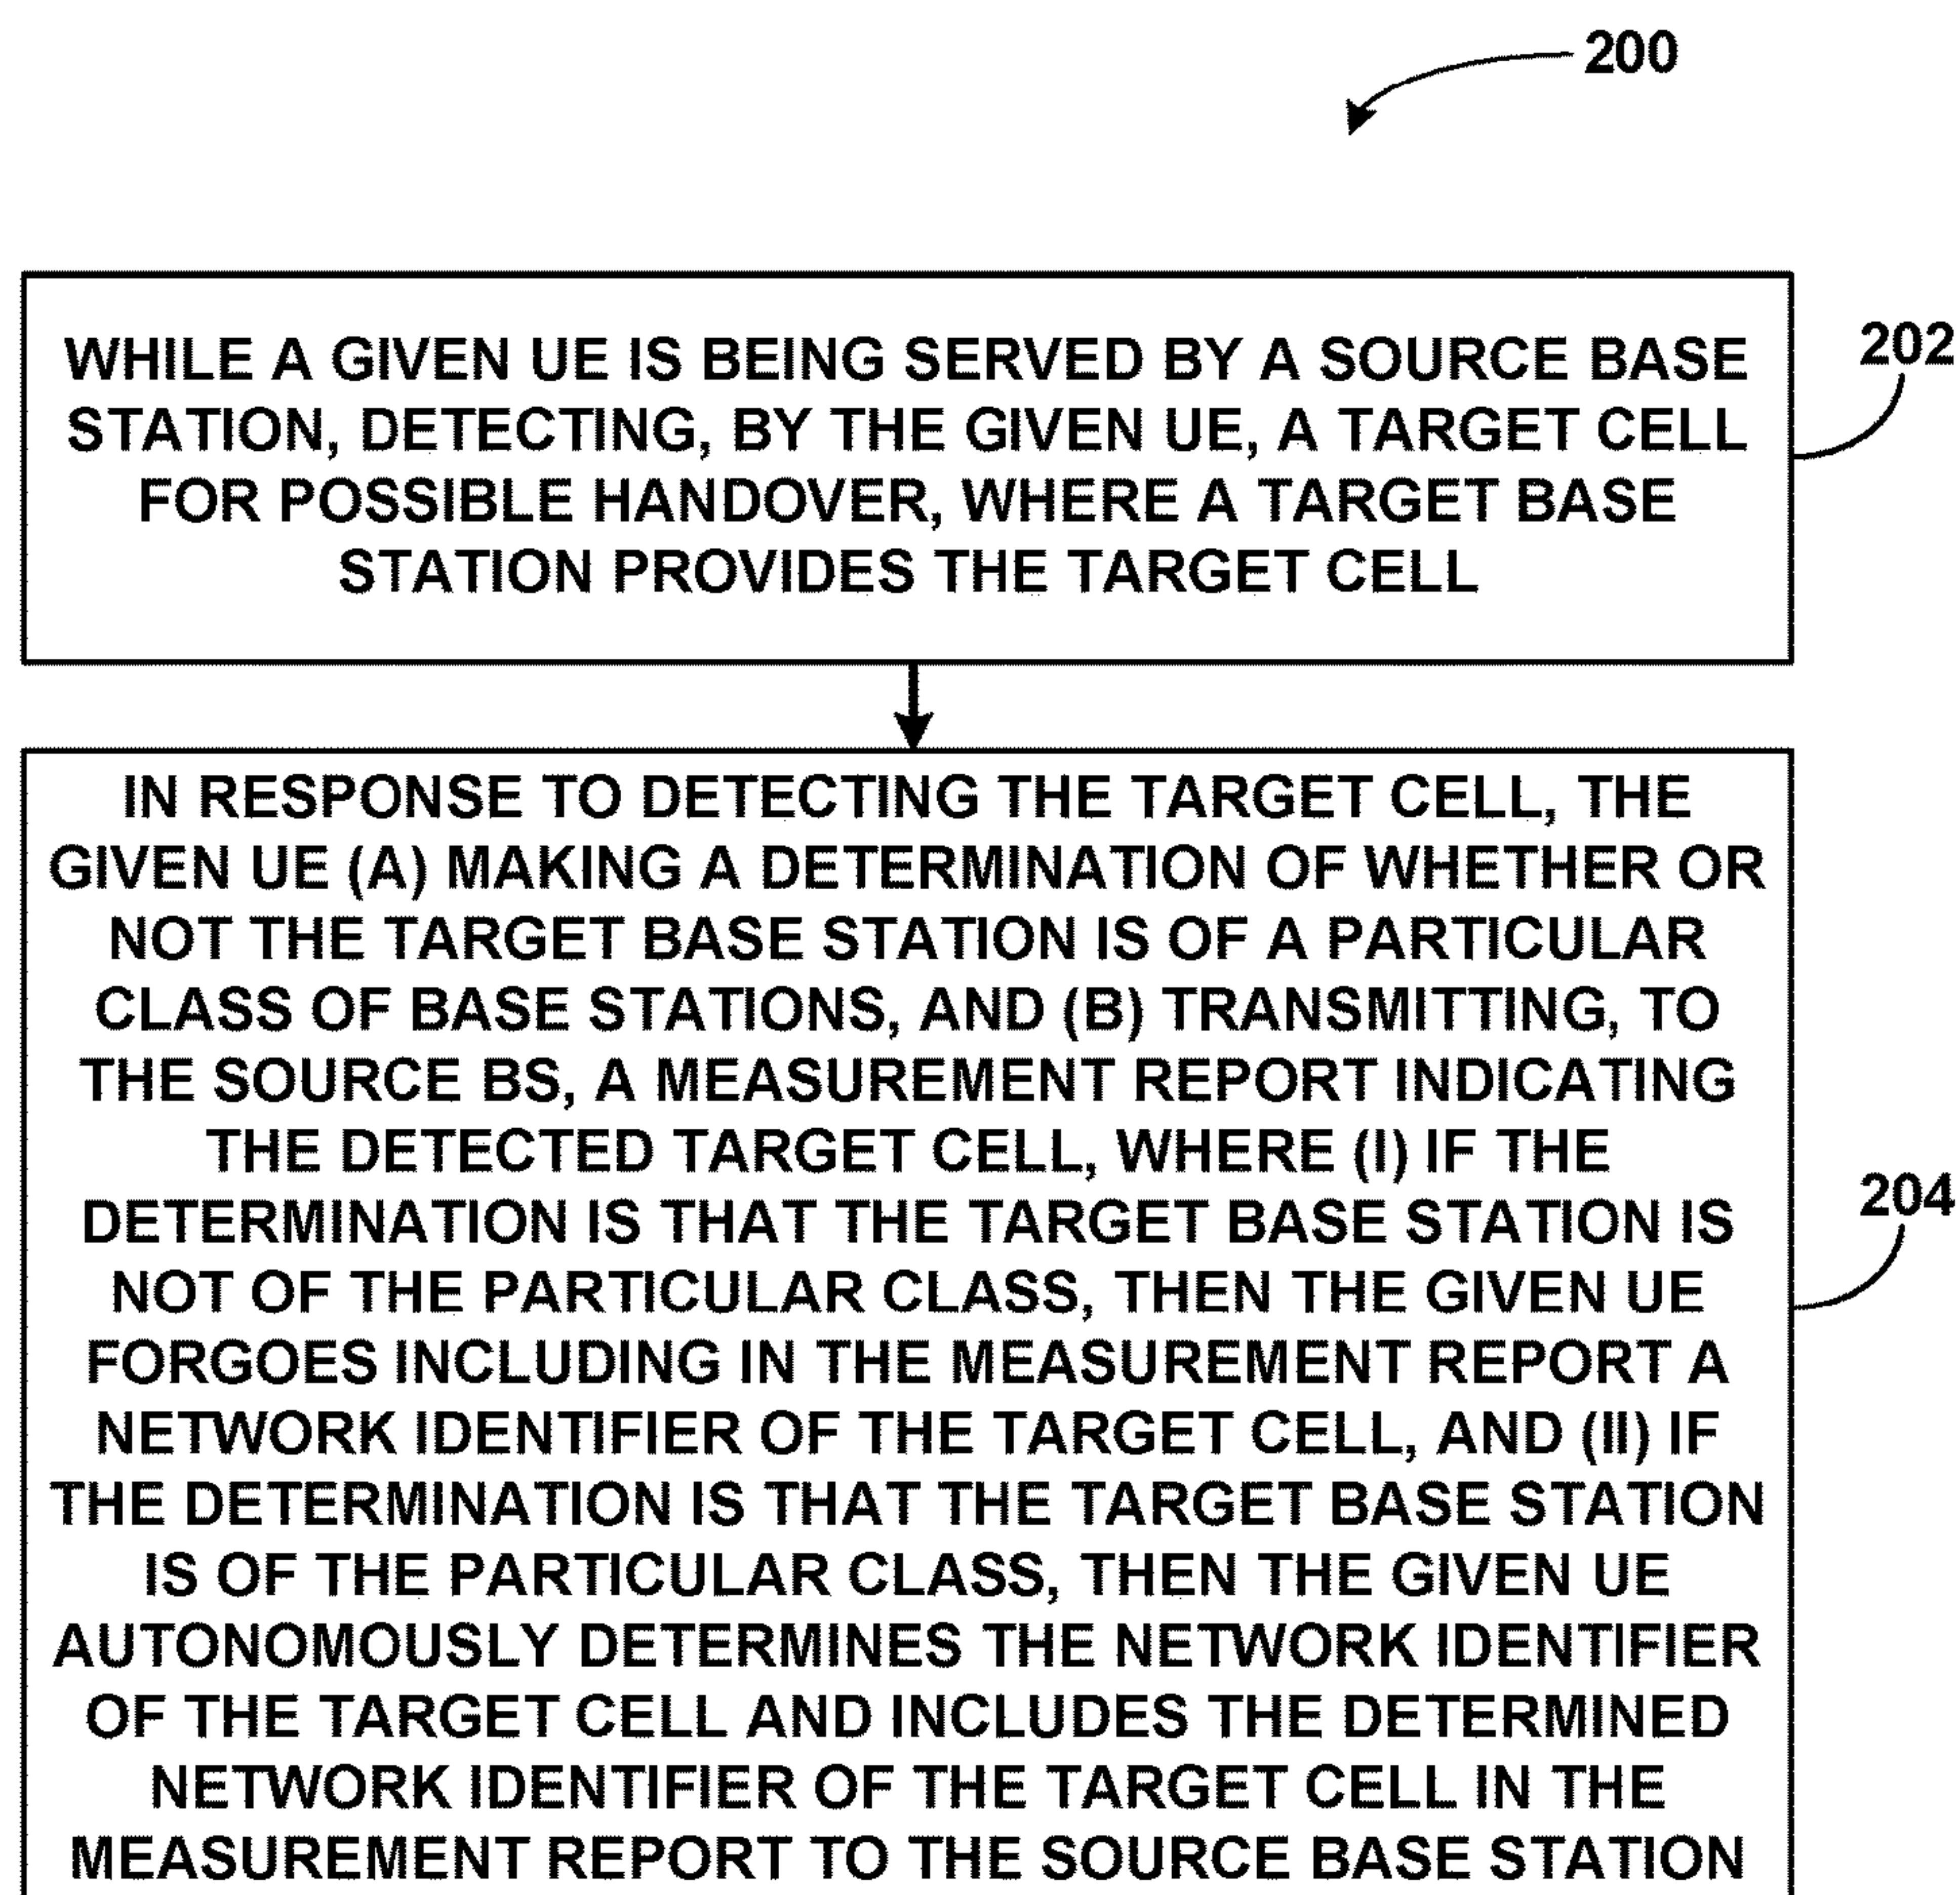 200
WHILE A GIVEN UE IS BEING SERVED BY A SOURCE BASE
STATION, DETECTING, BY THE GIVEN UE, A TARGET CELL
FOR POSSIBLE HANDOVER, WHERE A TARGET BASE
STATION PROVIDES THE TARGET CELL
202
IN RESPONSE TO DETECTING THE TARGET CELL, THE
GIVEN UE (A) MAKING A DETERMINATION OF WHETHER OR
NOT THE TARGET BASE STATION IS OF A PARTICULAR
CLASS OF BASE STATIONS, AND (B) TRANSMITTING, TO
THE SOURCE BS, A MEASUREMENT REPORT INDICATING
THE DETECTED TARGET CELL, WHERE (I) IF THE
DETERMINATION IS THAT THE TARGET BASE STATION IS
NOT OF THE PARTICULAR CLASS, THEN THE GIVEN UE
FORGOES INCLUDING IN THE MEASUREMENT REPORT A
NETWORK IDENTIFIER OF THE TARGET CELL, AND (II) IF
THE DETERMINATION IS THAT THE TARGET BASE STATION
IS OF THE PARTICULAR CLASS, THEN THE GIVEN UE
AUTONOMOUSLY DETERMINES THE NETWORK IDENTIFIER
OF THE TARGET CELL AND INCLUDES THE DETERMINED
NETWORK IDENTIFIER OF THE TARGET CELL IN THE
MEASUREMENT REPORT TO THE SOURCE BASE STATION
204